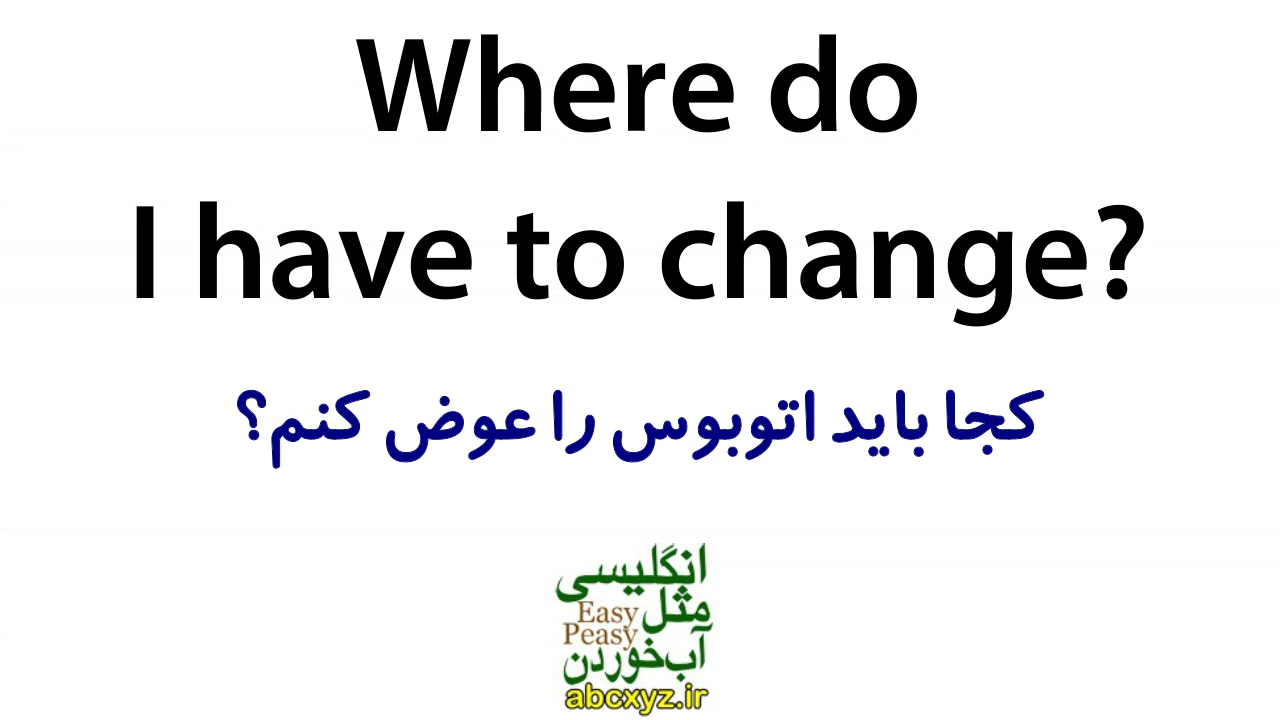 Where do
I have to change?
کجا باید اتوبوس را عوض کنم؟
انگلیسی
مثل
Easy
Peasy
آب‌خوردن
abcxyz.ir